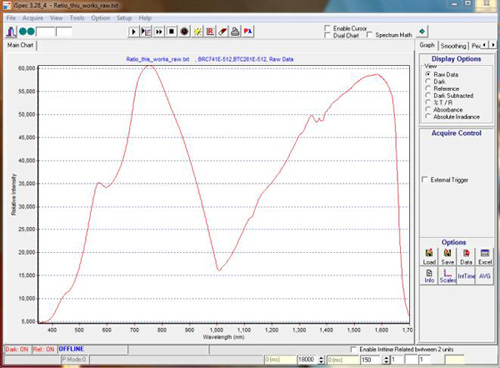 iSpec 3.28_4 - Ratio_this_works_raw.txt
File Acquire View Tools Option Setup Help
Enable Cursor
Dual Chart
Spectrum Math
Main Chart
Graph Smoothing
Ratio_this_works_raw.txt , BRC741E-512,BTC261E-512, Raw Data
60,000
55,000
50,000
45,000
40,000
35,000
30,000
25,000
20,000
15,000
10,000
5,000
Relative Intensity
400 500 600 700 800 900 1,000 1,100 1,200 1,300 1,400 1,500 1,600 1,70
Wavelength (nm)
Display Options
View
Raw Data
Dark
Reference
Dark Subtracted
%T / R
Absorbance
Absolute Irradiance
Acquire Control
External Trigger
Options
Load Save Data Excel
Info Scales IntTime AVG
Dark: ON Ref.: ON OFFLINE
Enable Inttime Related between 2 units
P.Mode:0
0 (ms) 18000 0 (ms) 150 1 1